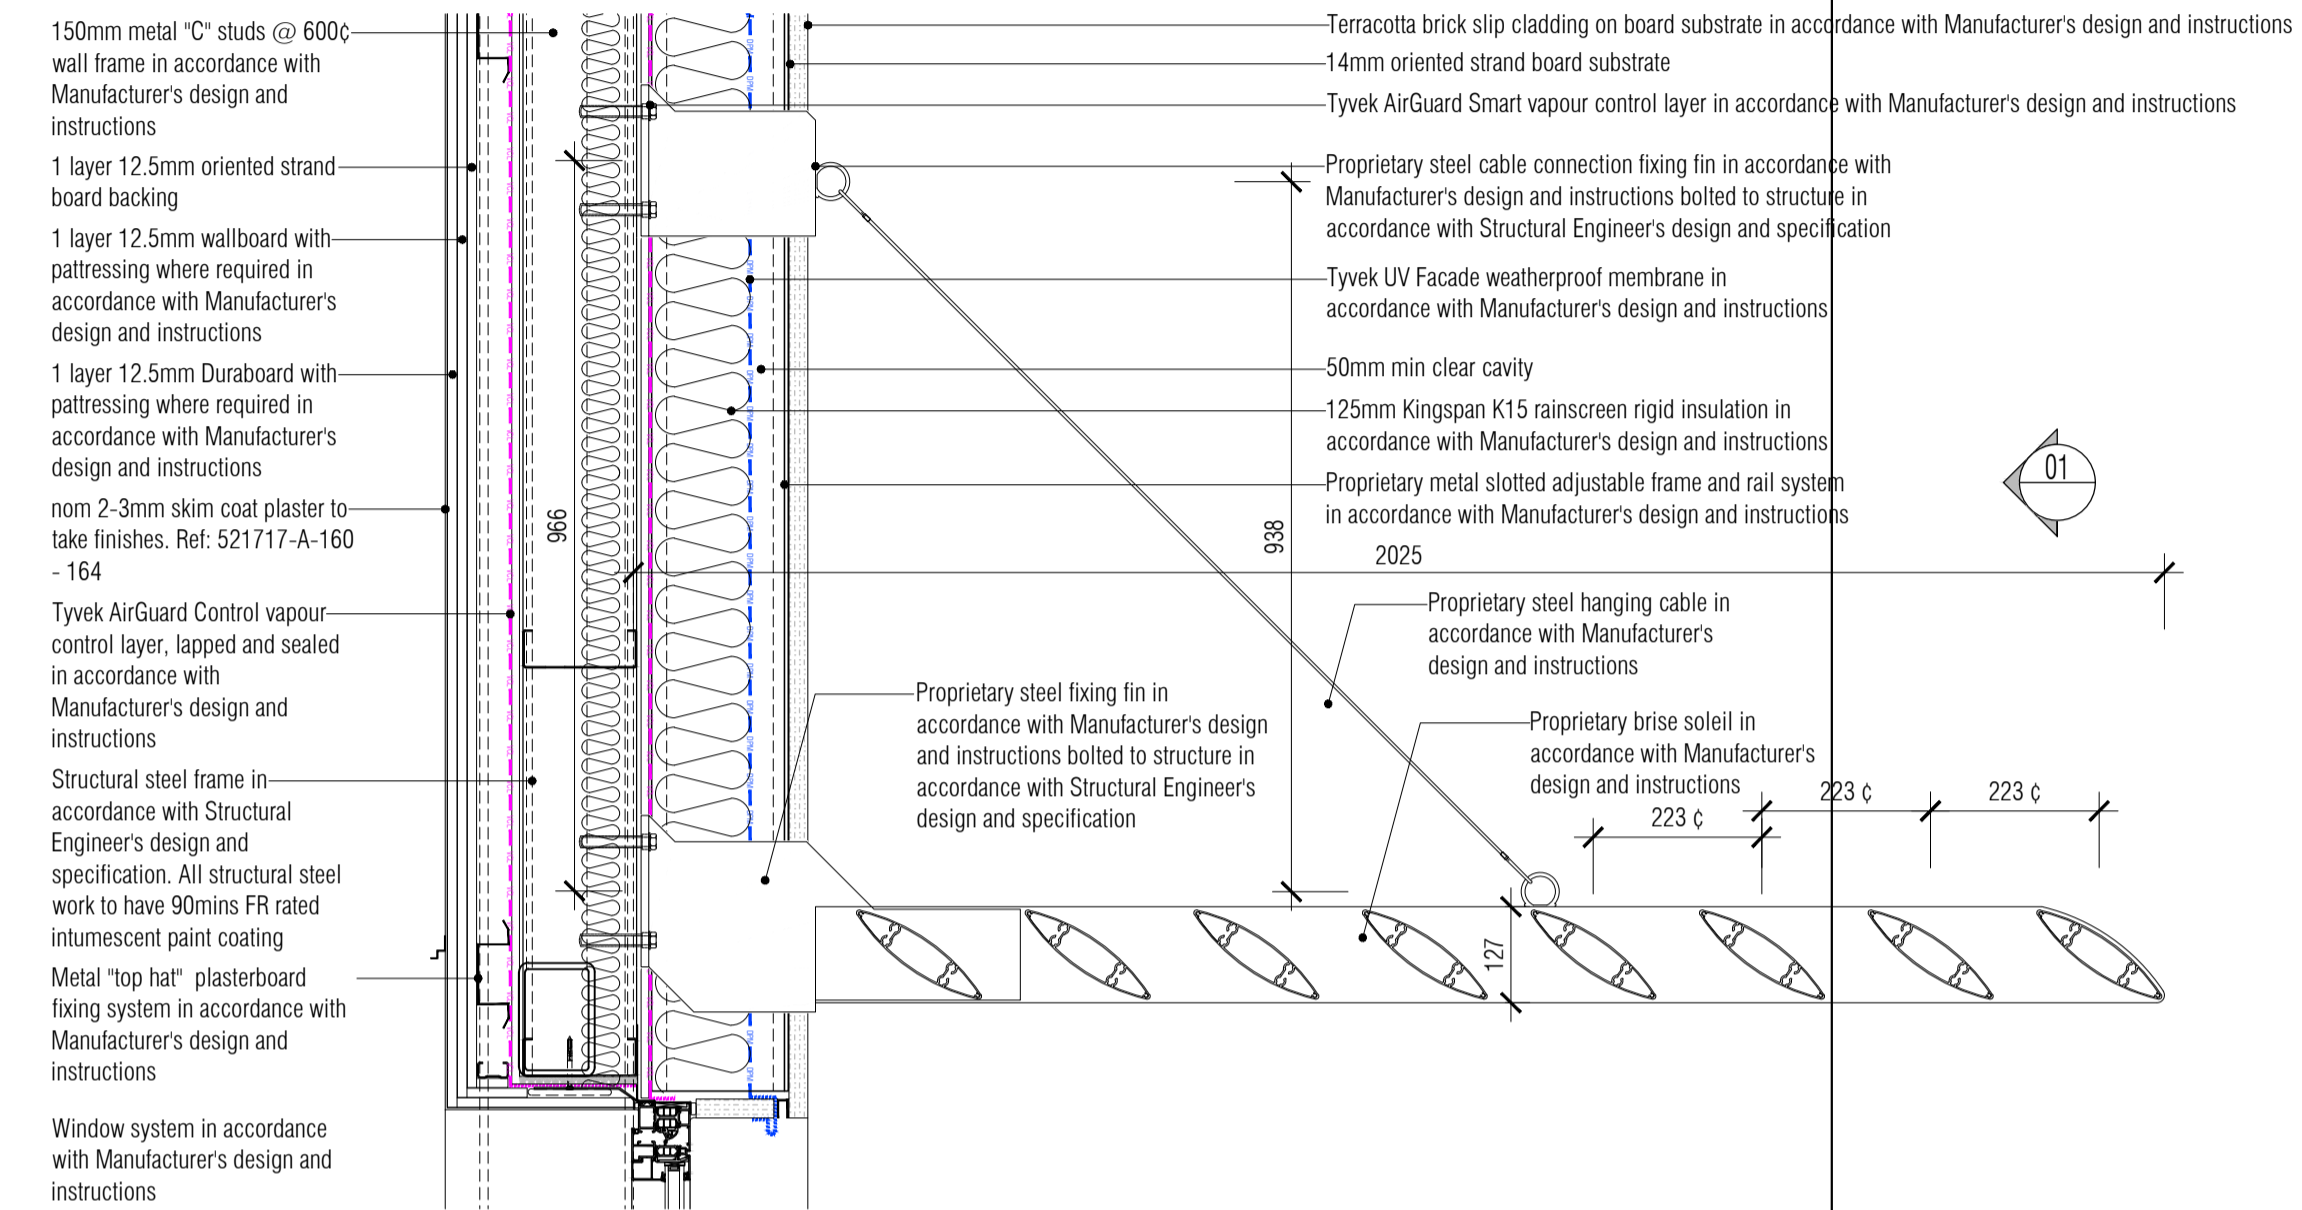 150mm metal "C" studs @ 600¢
wall frame in accordance with
Manufacturer's design and
instructions
1 layer 12.5mm oriented strand
board backing
1 layer 12.5mm wallboard with
pattressing where required in
accordance with Manufacturer's
design and instructions
1 layer 12.5mm Duraboard with
pattressing where required in
accordance with Manufacturer's
design and instructions
nom 2-3mm skim coat plaster to
take finishes. Ref: 521717-A-160
- 164
Tyvek AirGuard Control vapour
control layer, lapped and sealed
in accordance with
Manufacturer's design and
instructions
Structural steel frame in
accordance with Structural
Engineer's design and
specification. All structural steel
work to have 90mins FR rated
intumescent paint coating
Metal "top hat" plasterboard
fixing system in accordance with
Manufacturer's design and
instructions
Window system in accordance
with Manufacturer's design and
instructions
966
Terracotta brick slip cladding on board substrate in accordance with Manufacturer's design and instructions
14mm oriented strand board substrate
Tyvek AirGuard Smart vapour control layer in accordance with Manufacturer's design and instructions
Proprietary steel cable connection fixing fin in accordance with
Manufacturer's design and instructions bolted to structure in
accordance with Structural Engineer's design and specification
Tyvek UV Facade weatherproof membrane in
accordance with Manufacturer's design and instructions
50mm min clear cavity
125mm Kingspan K15 rainscreen rigid insulation in
accordance with Manufacturer's design and instructions
Proprietary metal slotted adjustable frame and rail system
in accordance with Manufacturer's design and instructions
01
938
2025
Proprietary steel hanging cable in
accordance with Manufacturer's
design and instructions
Proprietary steel fixing fin in
accordance with Manufacturer's design
and instructions bolted to structure in
accordance with Structural Engineer's
design and specification
Proprietary brise soleil in
accordance with Manufacturer's
design and instructions
223 ¢
223 ¢
223 ¢
127